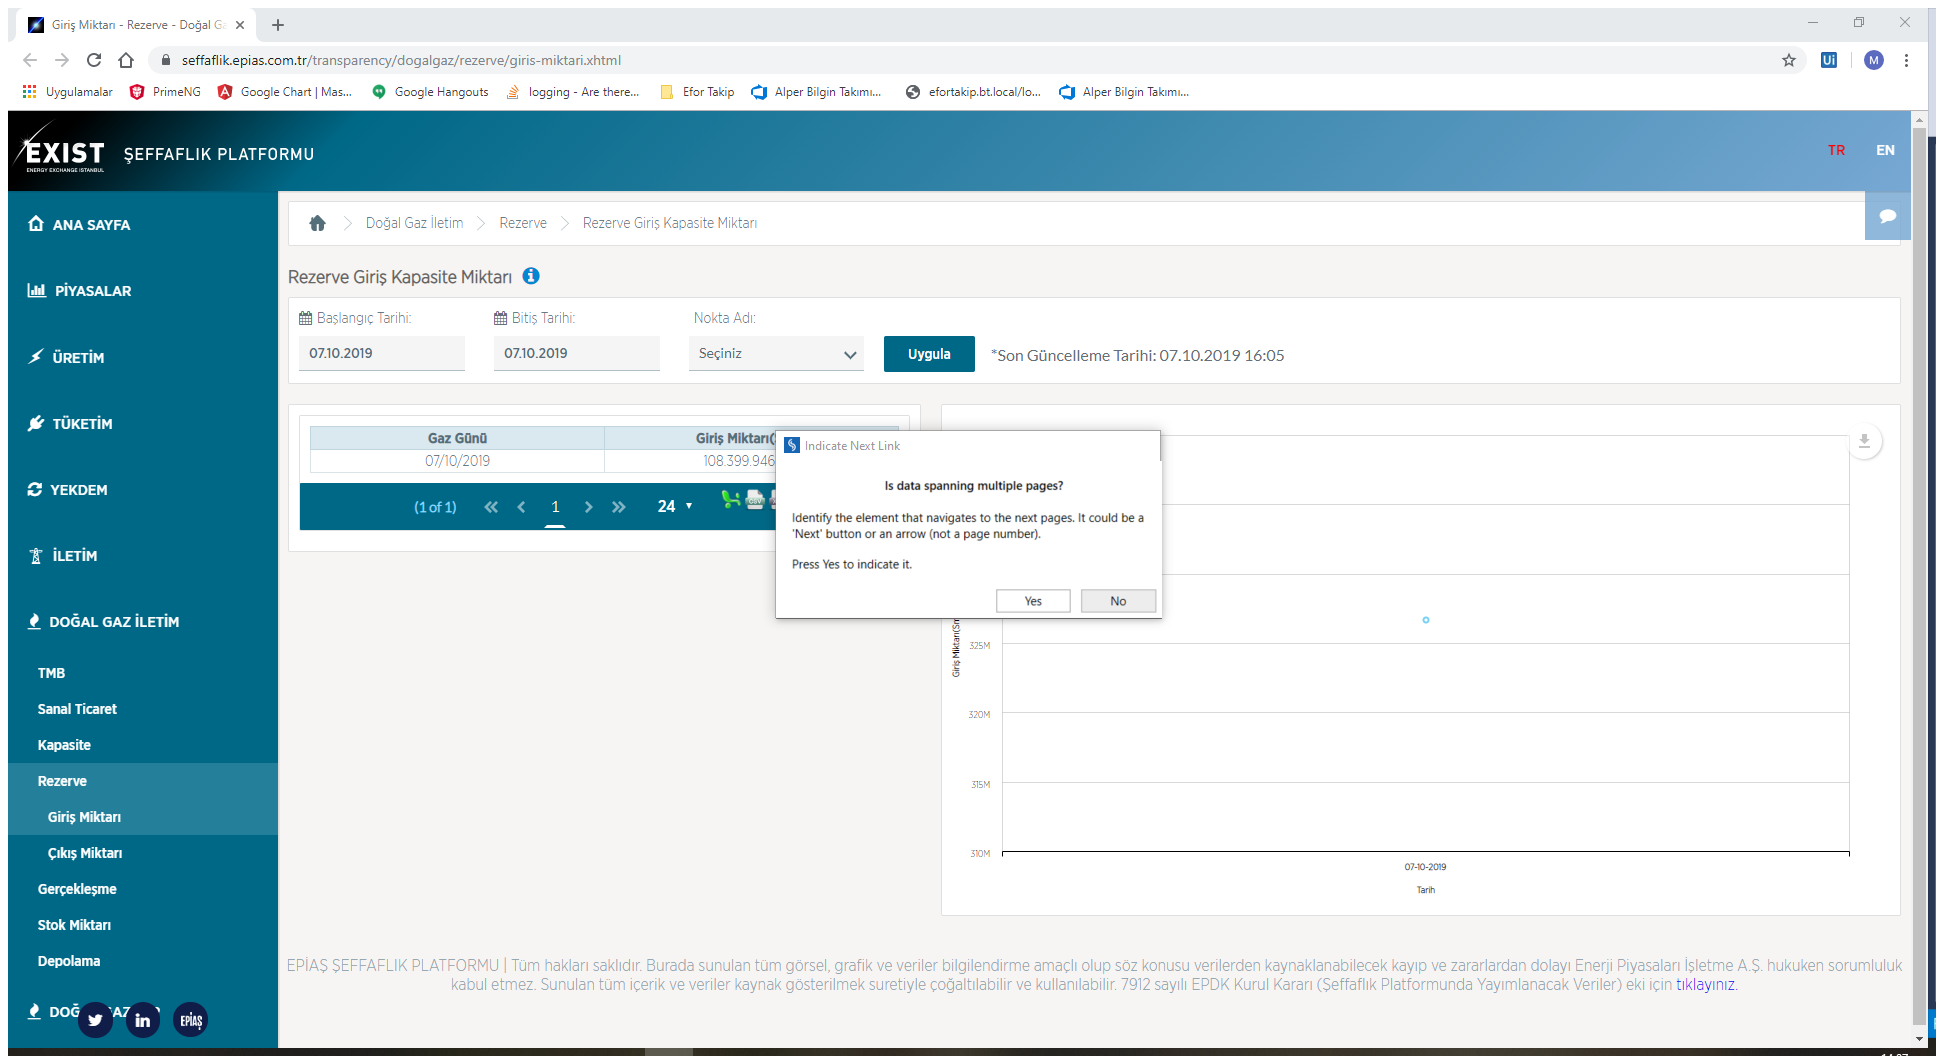 Giriş Miktarı - Rezerve - Doğal G
seffaflik.epias.com.tr/transparency/dogalgaz/rezerve/giris-miktari.xhtml
Ui
M
Uygulamalar
PrimeNG
Google Chart | Mas...
Google Hangouts
logging - Are there...
Efor Takip
Alper Bilgin Takımı...
efortakip.bt.local/lo...
Alper Bilgin Takımı...
EXIST
ENERGY EXCHANGE ISTANBUL
ŞEFFAFLIK PLATFORMU
TR
EN
ANA SAYFA
PİYASALAR
ÜRETİM
TÜKETİM
YEKDEM
İLETİM
DOĞAL GAZ İLETİM
TMB
Sanal Ticaret
Kapasite
Rezerve
Giriş Miktarı
Çıkış Miktarı
Gerçekleşme
Stok Miktarı
Depolama
in
EPİAŞ
Doğal Gaz İletim
Rezerve
Rezerve Giriş Kapasite Miktarı
Rezerve Giriş Kapasite Miktarı
Başlangıç Tarihi:
Bitiş Tarihi:
Nokta Adı:
07.10.2019
07.10.2019
Seçiniz
Uygula
*Son Güncelleme Tarihi: 07.10.2019 16:05
Gaz Günü
Giriş Miktarı(
07/10/2019
108.399.946
(1 of 1)
1
24
Indicate Next Link
Is data spanning multiple pages?
Identify the element that navigates to the next pages. It could be a
'Next' button or an arrow (not a page number).
Press Yes to indicate it.
Yes
No
Giriş Miktarı(Sm
325M
320M
315M
310M
07-10-2019
Tarih
EPİAŞ ŞEFFAFLIK PLATFORMU | Tüm hakları saklıdır. Burada sunulan tüm görsel, grafik ve veriler bilgilendirme amaçlı olup söz konusu verilerden kaynaklanabilecek kayıp ve zararlardan dolayı Enerji Piyasaları İşletme A.Ş. hukuken sorumluluk
kabul etmez. Sunulan tüm içerik ve veriler kaynak gösterilmek suretiyle çoğaltılabilir ve kullanılabilir. 7912 sayılı EPDK Kurul Kararı (Şeffaflık Platformunda Yayımlanacak Veriler) eki için tıklayınız.